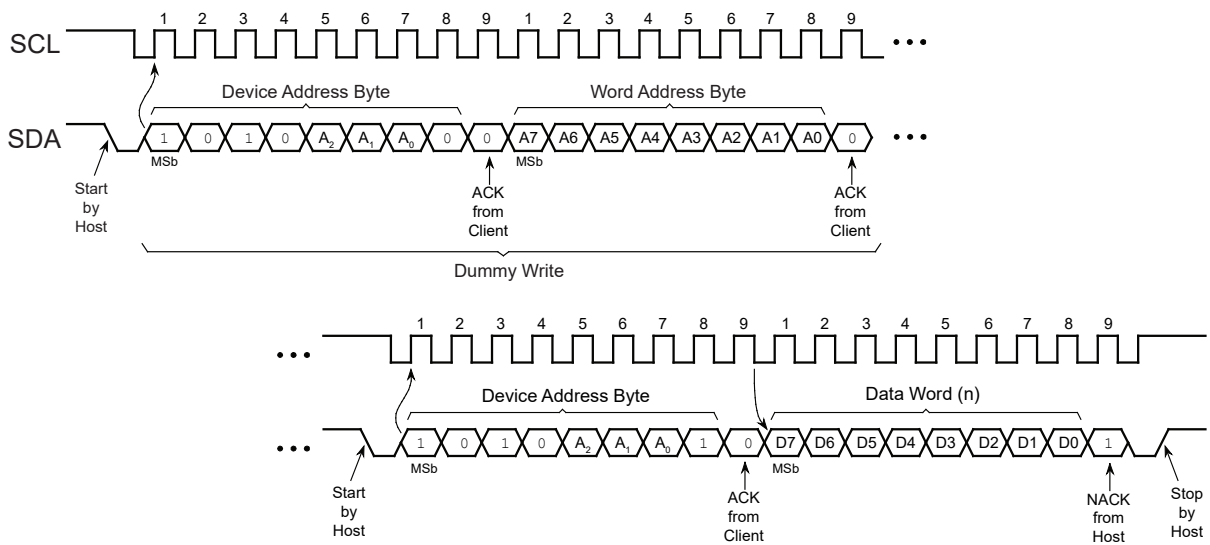 1 2 3 4 5 6 7 8 9 1 2 3 4 5 6 7 8 9
SCL
Device Address Byte Word Address Byte
SDA 1 0 1 0 A₂ A₁ A₀ 0 0 A7 A6 A5 A4 A3 A2 A1 A0 0
MSb MSb
Start
by
Host
ACK
from
Client
ACK
from
Client
Dummy Write
1 2 3 4 5 6 7 8 9 1 2 3 4 5 6 7 8 9
Device Address Byte Data Word (n)
1 0 1 0 A₂ A₁ A₀ 1 0 D7 D6 D5 D4 D3 D2 D1 D0 1
MSb MSb
Start
by
Host
ACK
from
Client
NACK
from
Host
Stop
by
Host